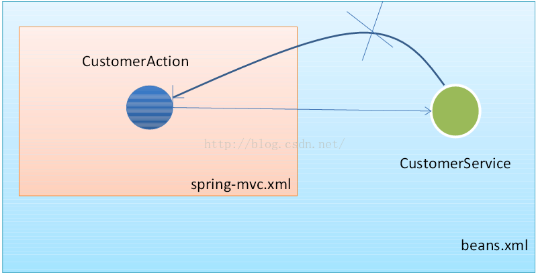 CustomerAction
http://blog.csdn.net/
CustomerService
spring-mvc.xml
beans.xml